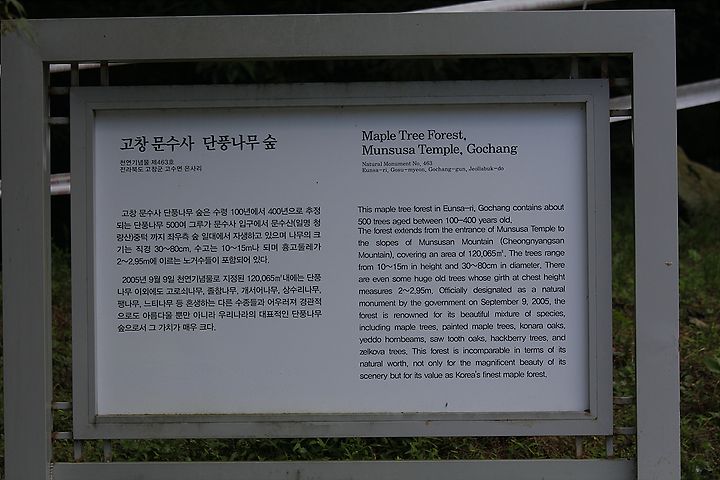 고창 문수사 단풍나무 숲
천연기념물 제463호
전라북도 고창군 고수면 은사리
고창 문수사 단풍나무 숲은 수령 100년에서 400년으로 추정
되는 단풍나무 500여 그루가 문수사 입구에서 문수산(일명 청
량산)중턱 까지 좌우측 숲 일대에서 자생하고 있으며 나무의 크
기는 직경 30~80cm, 수고는 10~15m나 되며 흉고둘레가
2~2.95m에 이르는 노거수들이 포함되어 있다.
2005년 9월 9일 천연기념물로 지정된 120,065㎡내에는 단풍
나무 이외에도 고로쇠나무, 졸참나무, 개서어나무, 상수리나무,
팽나무, 느티나무 등 혼생하는 다른 수종들과 어우러져 경관적
으로도 아름다울 뿐만 아니라 우리나라의 대표적인 단풍나무
숲으로서 그 가치가 매우 크다.
Maple Tree Forest,
Munsusa Temple, Gochang
Natural Monument No. 463
Eunsa-ri, Gosu-myeon, Gochang-gun, Jeollabuk-do
This maple tree forest in Eunsa-ri, Gochang contains about
500 trees aged between 100-400 years old.
The forest extends from the entrance of Munsusa Temple to
the slopes of Munsusan Mountain (Cheongnyangsan
Mountain), covering an area of 120,065㎡. The trees range
from 10~15m in height and 30~80cm in diameter. There
are even some huge old trees whose girth at chest height
measures 2~2.95m. Officially designated as a natural
monument by the government on September 9, 2005, the
forest is renowned for its beautiful mixture of species,
including maple trees, painted maple trees, konara oaks,
yeddo hornbeams, saw tooth oaks, hackberry trees, and
zelkova trees. This forest is incomparable in terms of its
natural worth, not only for the magnificent beauty of its
scenery but for its value as Korea's finest maple forest.